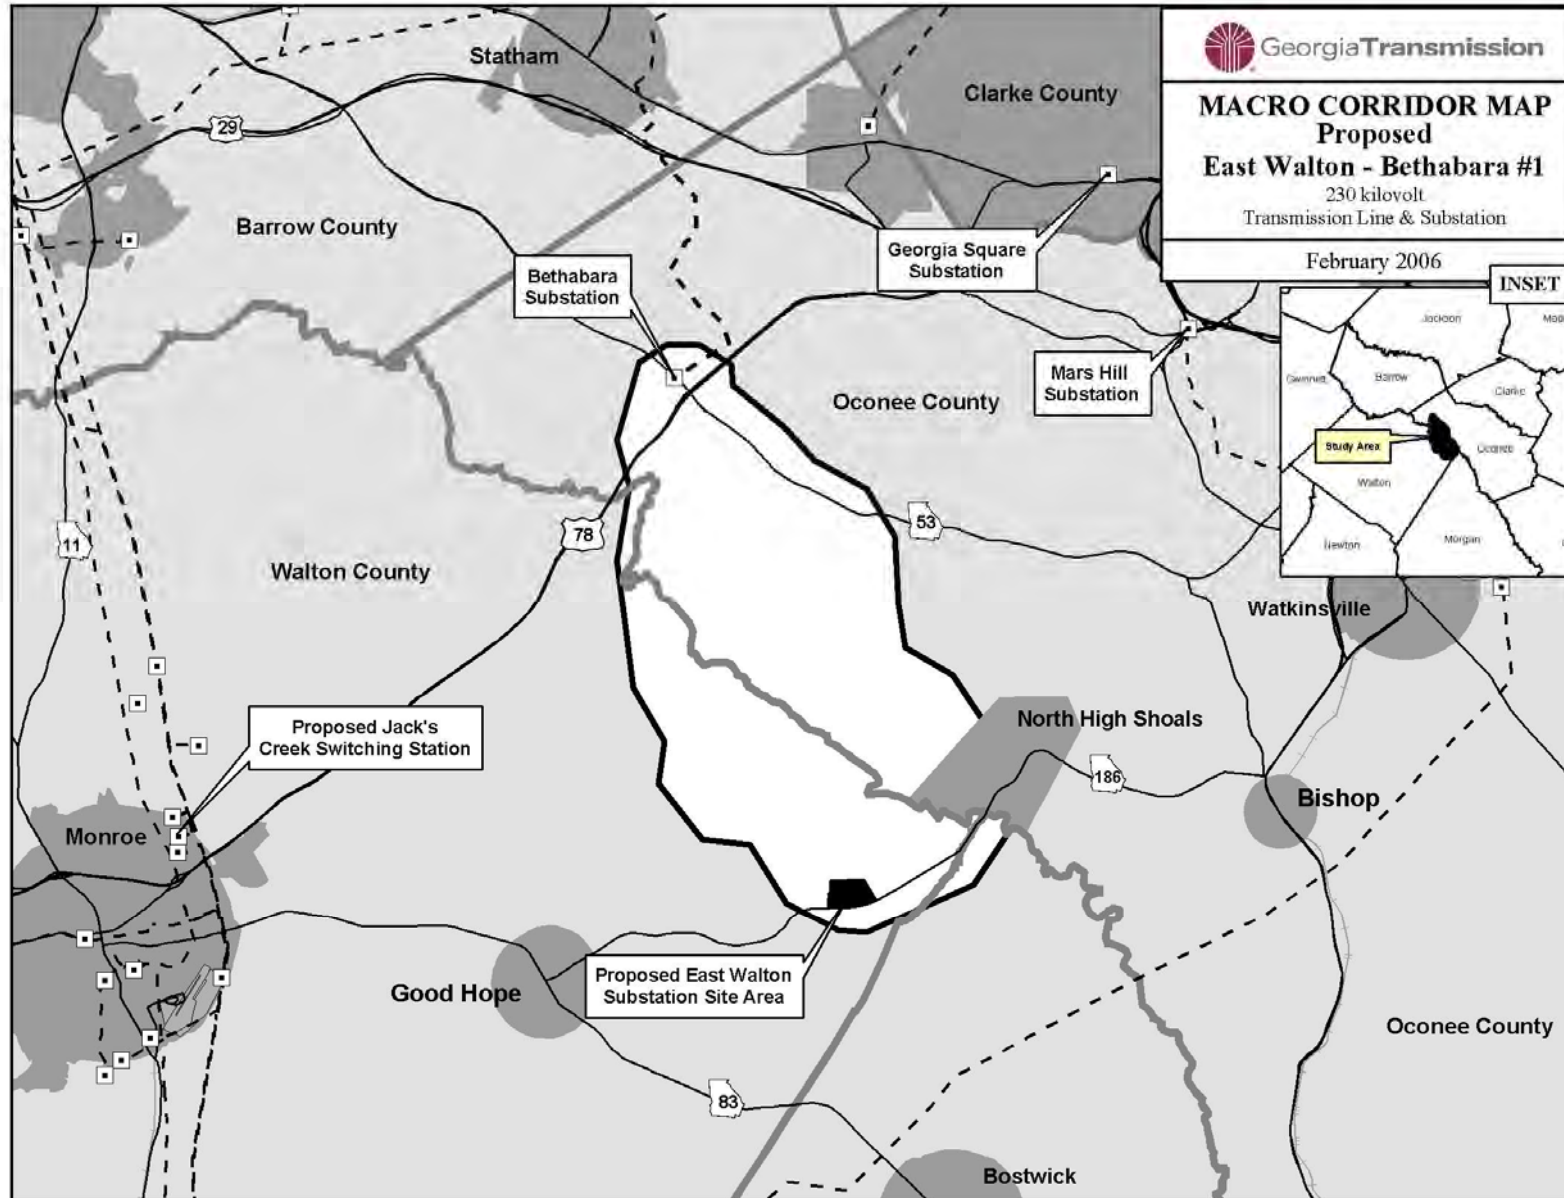 GeorgiaTransmission
MACRO CORRIDOR MAP
Proposed
East Walton - Bethabara #1
230 kilovolt
Transmission Line & Substation
February 2006
INSET
Jackson
Gwinnett
Barrow
Clarke
Study Area
Oconee
Walton
Newton
Morgan
Statham
Clarke County
29
Barrow County
Georgia Square
Substation
Bethabara
Substation
Mars Hill
Substation
Oconee County
53
78
11
Walton County
Watkinsville
North High Shoals
Proposed Jack's
Creek Switching Station
186
Bishop
Monroe
Proposed East Walton
Substation Site Area
Good Hope
Oconee County
83
Bostwick